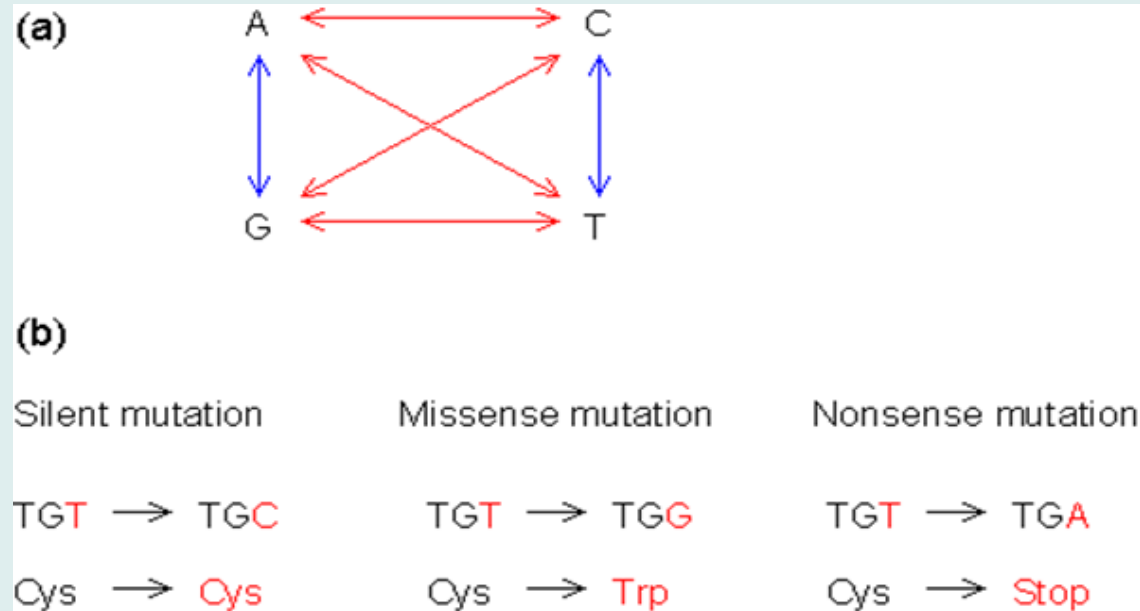 (a)
A C
G T
(b)
Silent mutation Missense mutation Nonsense mutation
TGT → TGC TGT → TGG TGT → TGA
Cys → Cys Cys → Trp Cys → Stop